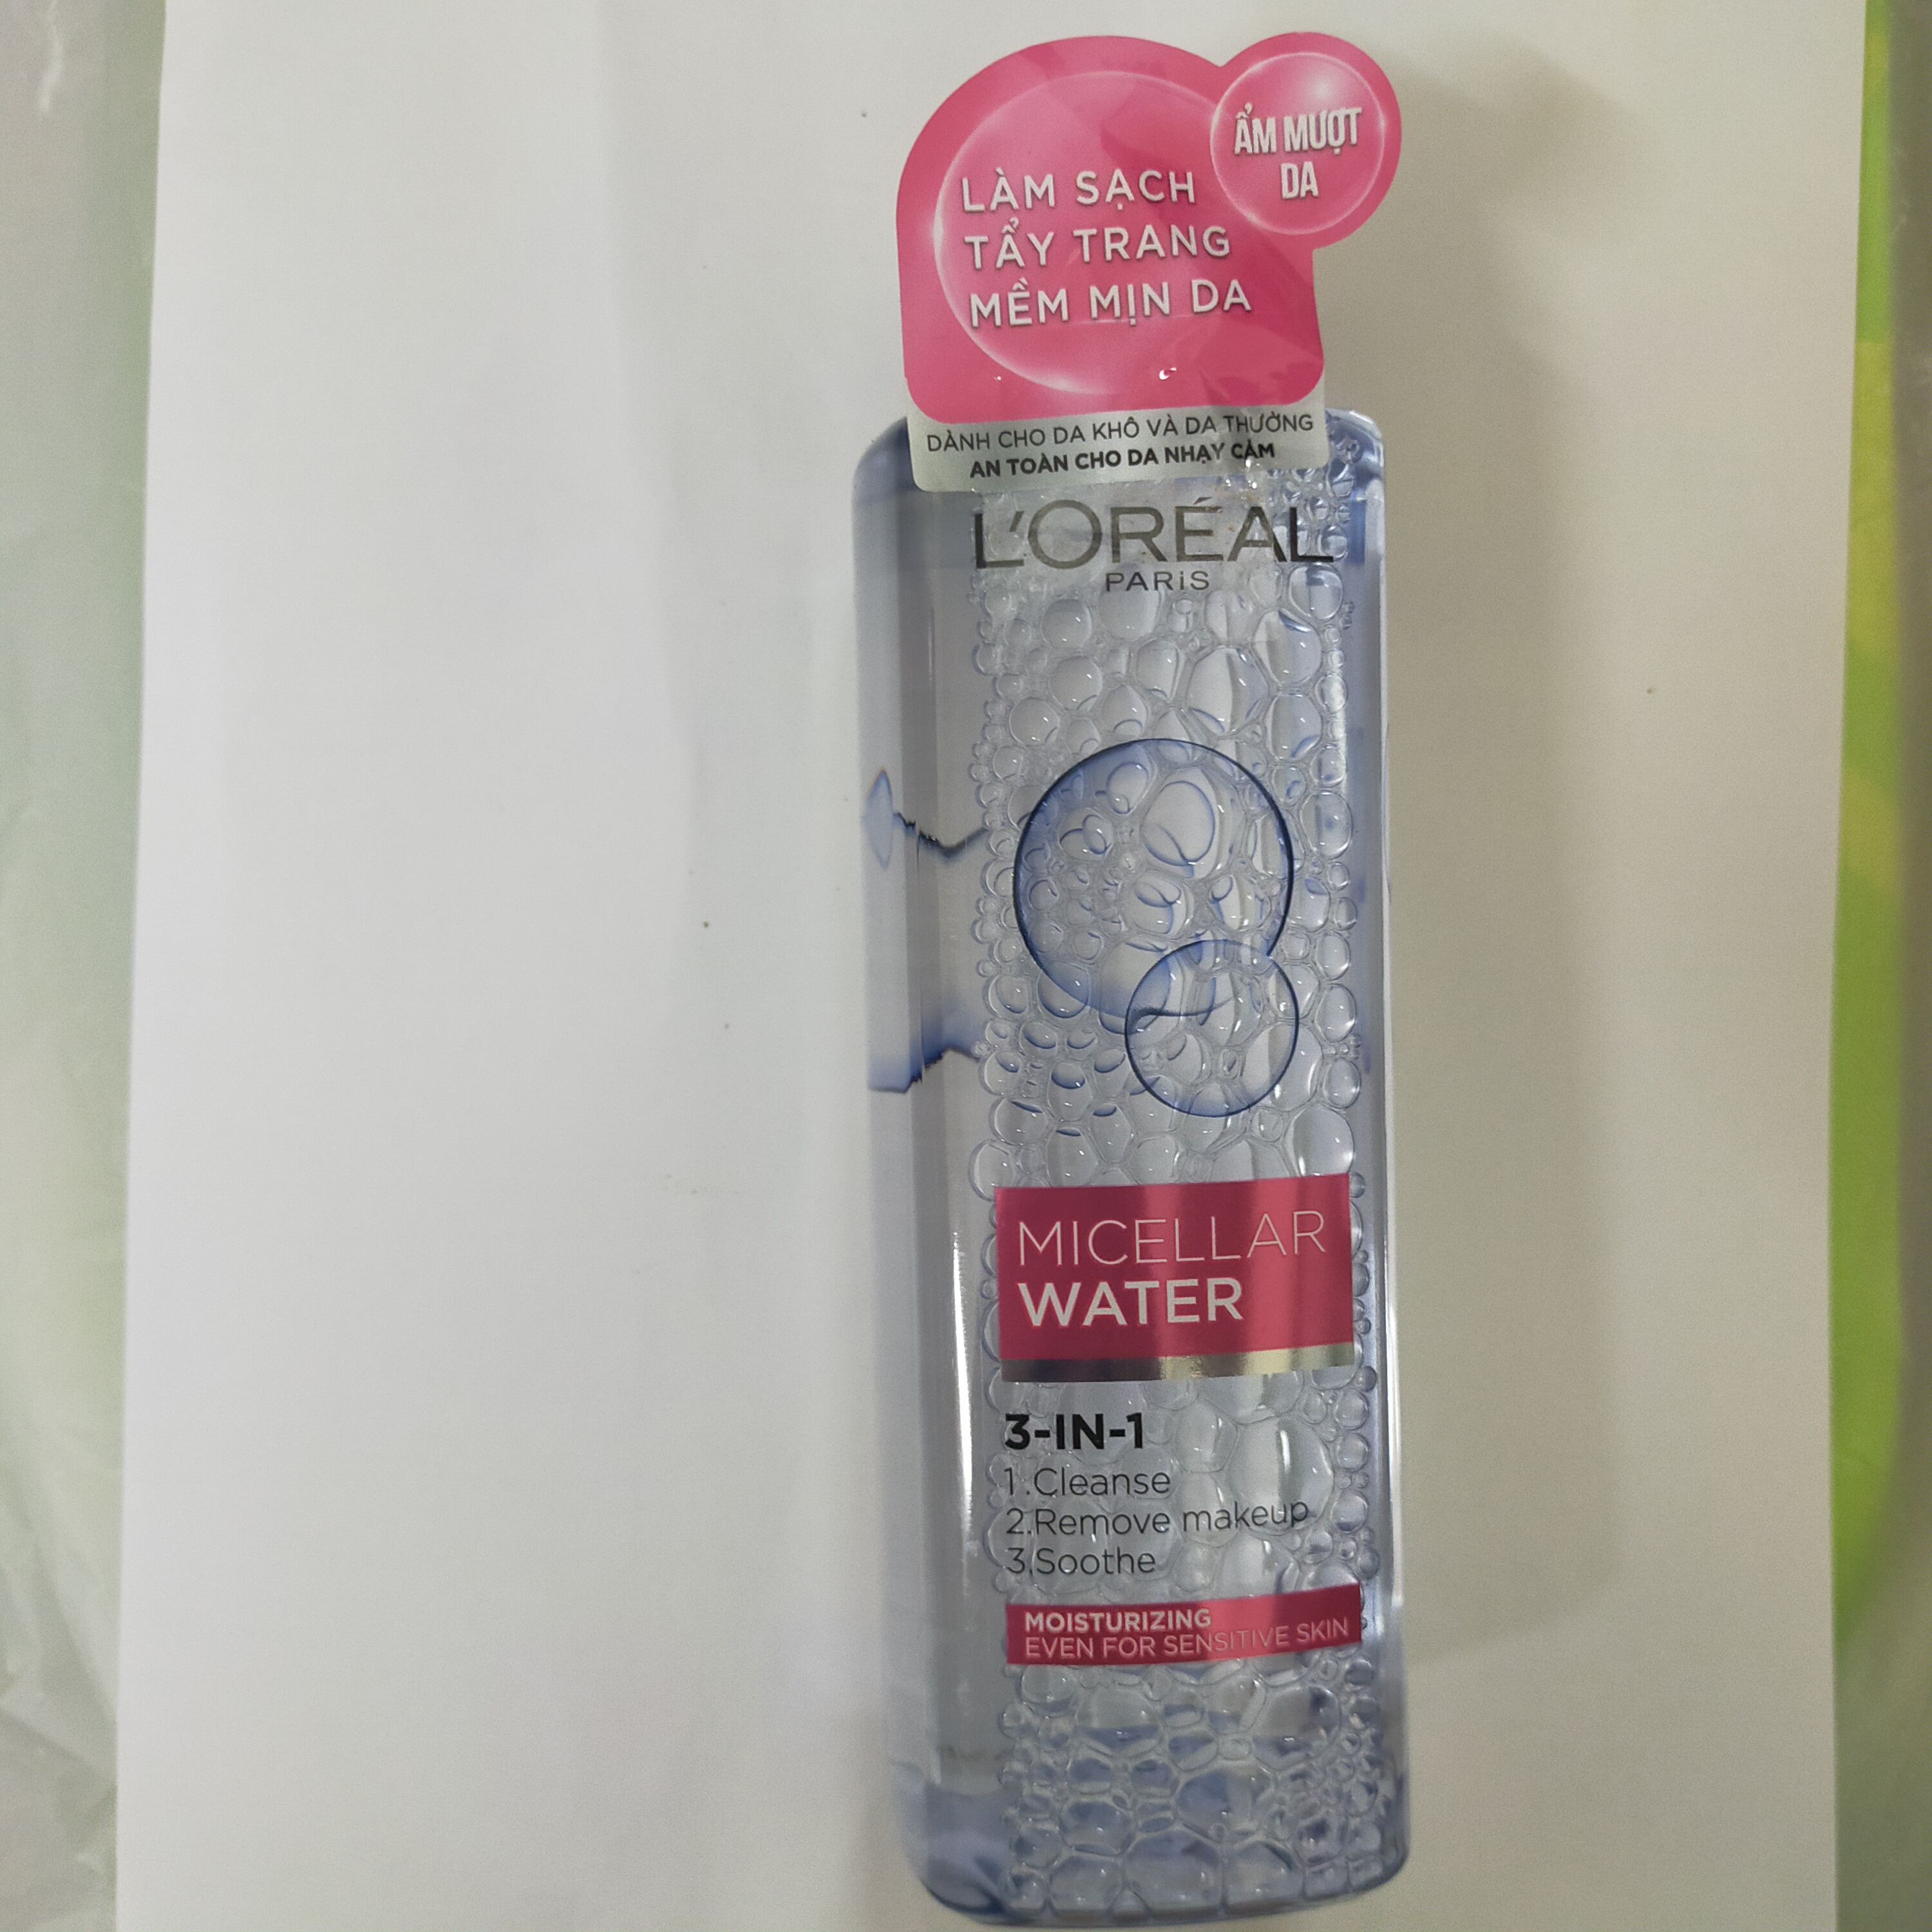 ẨM MƯỢT
DA
LÀM SẠCH
TẨY TRANG
MỀM MỊN DA
DÀNH CHO DA KHÔ VÀ DA THƯỜNG
AN TOÀN CHO DA NHẠY CẢM
L'ORÉAL
PARiS
MICELLAR
WATER
3-IN-1
1.Cleanse
2.Remove makeup
3.Soothe
MOISTURIZING
EVEN FOR SENSITIVE SKIN